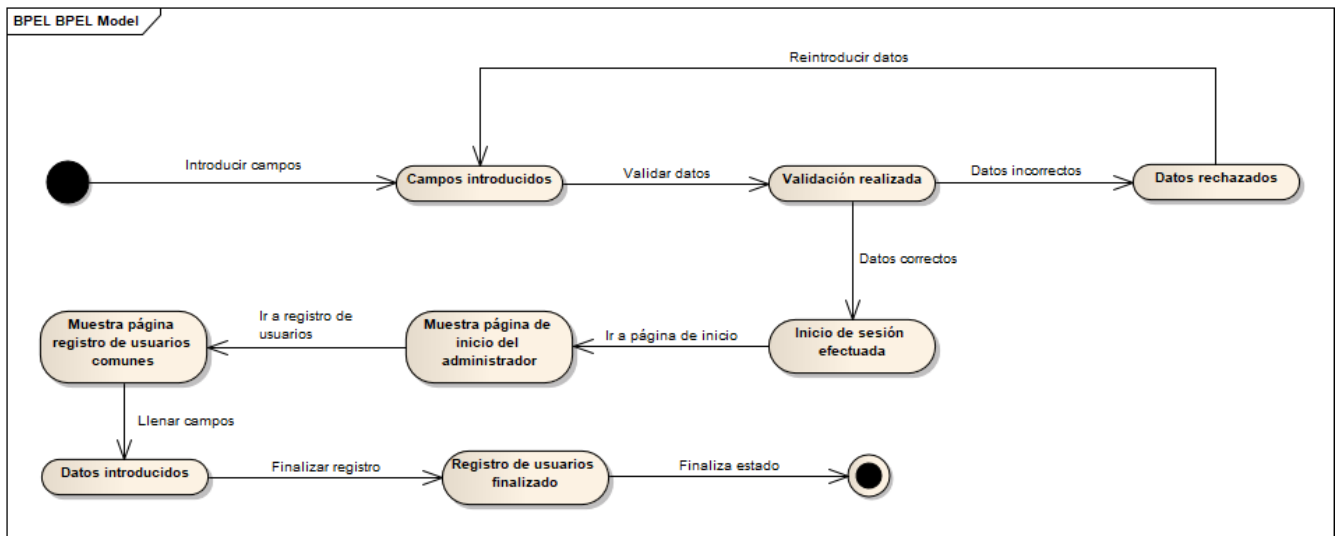 BPEL BPEL Model
Reintroducir datos
Introducir campos
Campos introducidos
Validar datos
Validación realizada
Datos incorrectos
Datos rechazados
Datos correctos
Muestra página
registro de usuarios
comunes
Ir a registro de
usuarios
Muestra página de
inicio del
administrador
Ir a página de inicio
Inicio de sesión
efectuada
Llenar campos
Datos introducidos
Finalizar registro
Registro de usuarios
finalizado
Finaliza estado